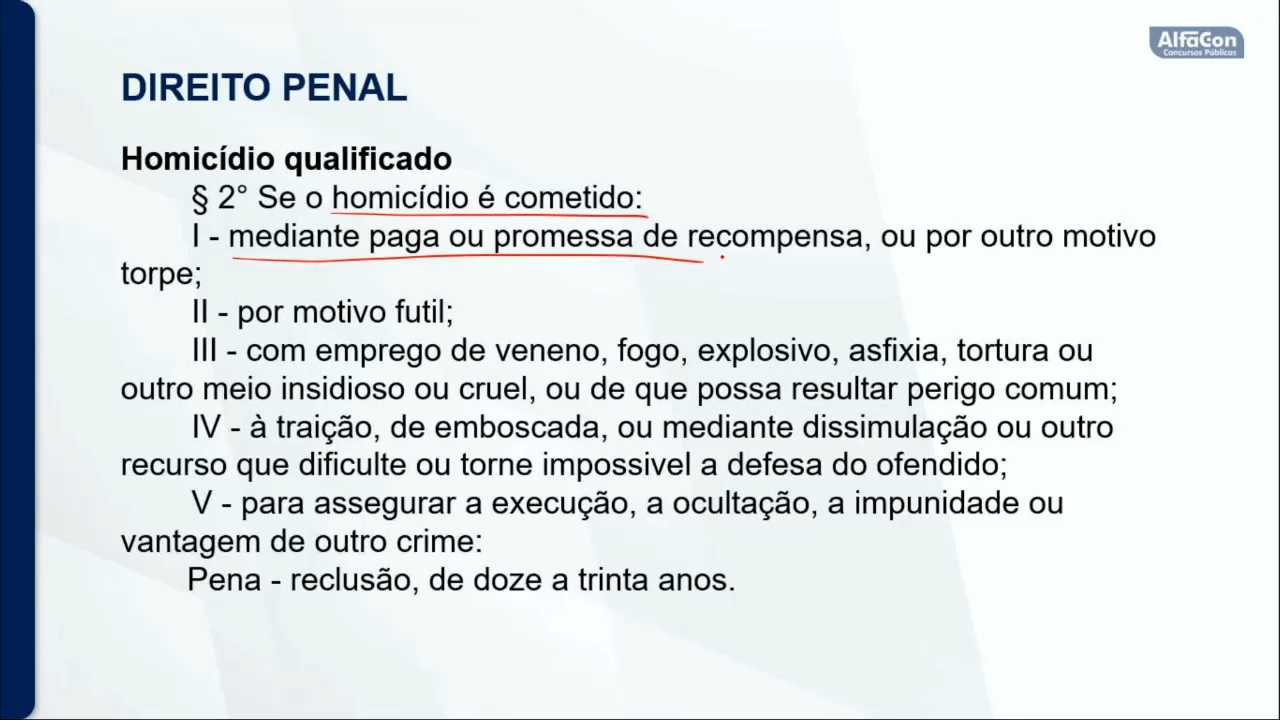 AlfaCon
Concursos Públicos
DIREITO PENAL
Homicídio qualificado
§ 2° Se o homicídio é cometido:
I - mediante paga ou promessa de recompensa, ou por outro motivo
torpe;
II - por motivo futil;
III - com emprego de veneno, fogo, explosivo, asfixia, tortura ou
outro meio insidioso ou cruel, ou de que possa resultar perigo comum;
IV - à traição, de emboscada, ou mediante dissimulação ou outro
recurso que dificulte ou torne impossivel a defesa do ofendido;
V - para assegurar a execução, a ocultação, a impunidade ou
vantagem de outro crime:
Pena - reclusão, de doze a trinta anos.